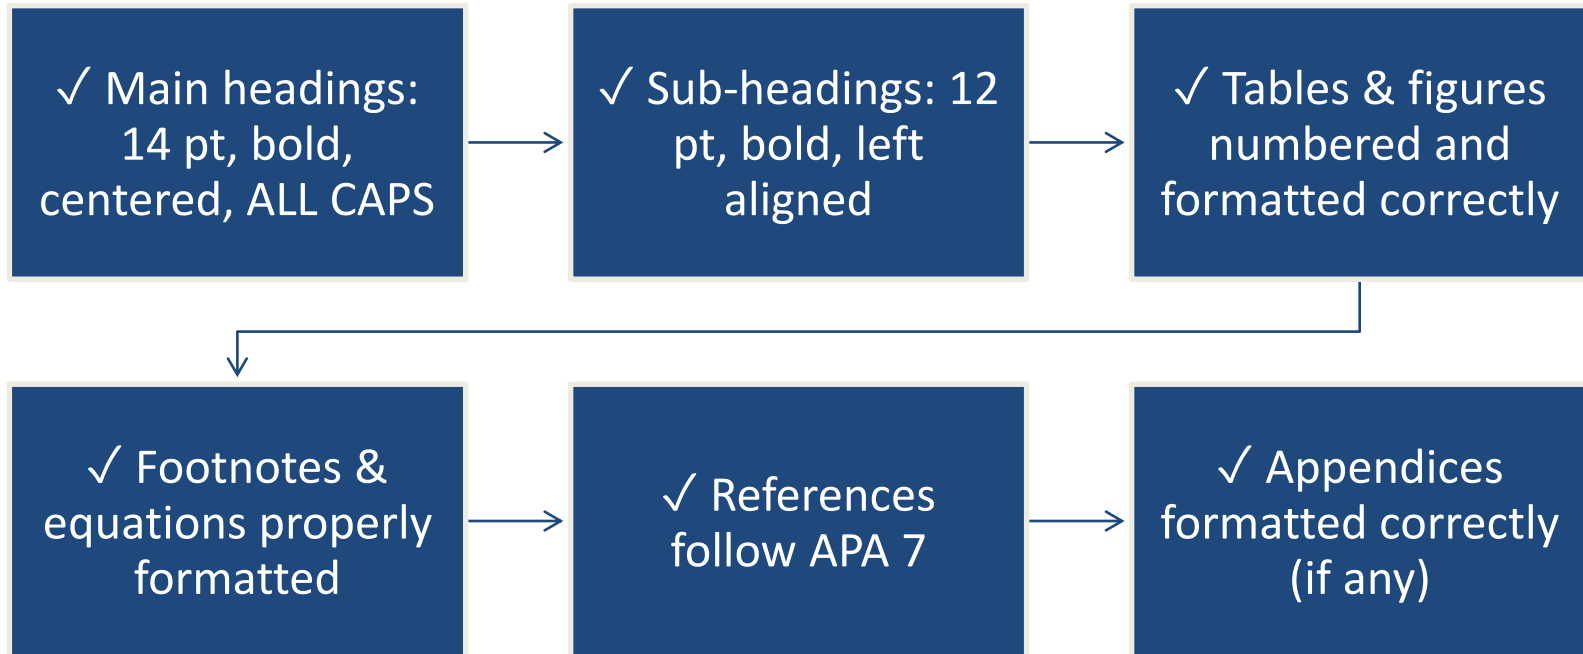 ✓ Main headings:
14 pt, bold,
centered, ALL CAPS
✓ Sub-headings: 12
pt, bold, left
aligned
✓ Tables & figures
numbered and
formatted correctly
✓ Footnotes &
equations properly
formatted
✓ References
follow APA 7
✓ Appendices
formatted correctly
(if any)